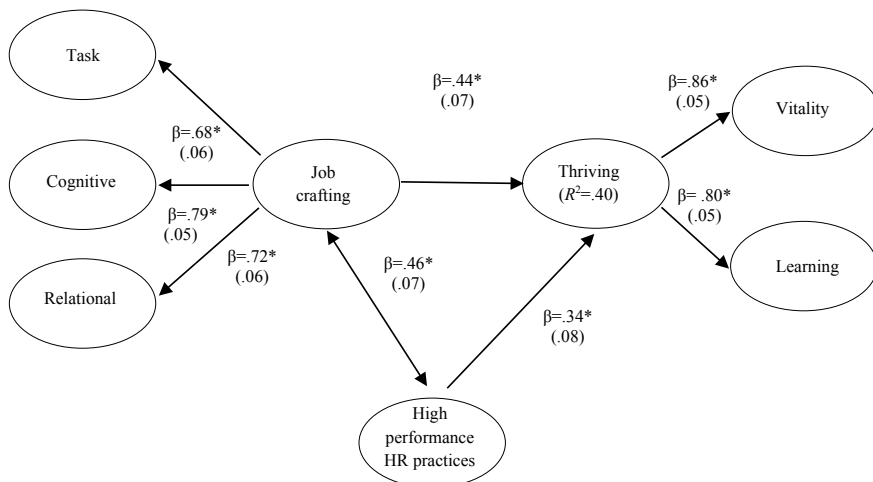 Task
β=.44*
(.07)
β=.86*
(.05)
Vitality
β=.68*
(.06)
Cognitive
Job
crafting
Thriving
(R²=.40)
β= .80*
(.05)
β=.79*
(.05)
β=.72*
(.06)
Relational
β=.46*
(.07)
Learning
β=.34*
(.08)
High
performance
HR practices